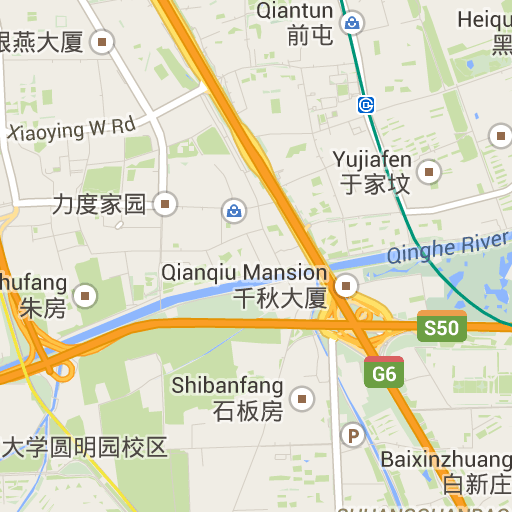 Qiantun
前屯
Heiqu
黑
银燕大厦
Xiaoying W Rd
Yujiafen
于家坟
力度家园
Qinghe River
Qianqiu Mansion
千秋大厦
hufang
朱房
S50
G6
Shibanfang
石板房
P
大学圆明园校区
Baixinzhuang
白新庄